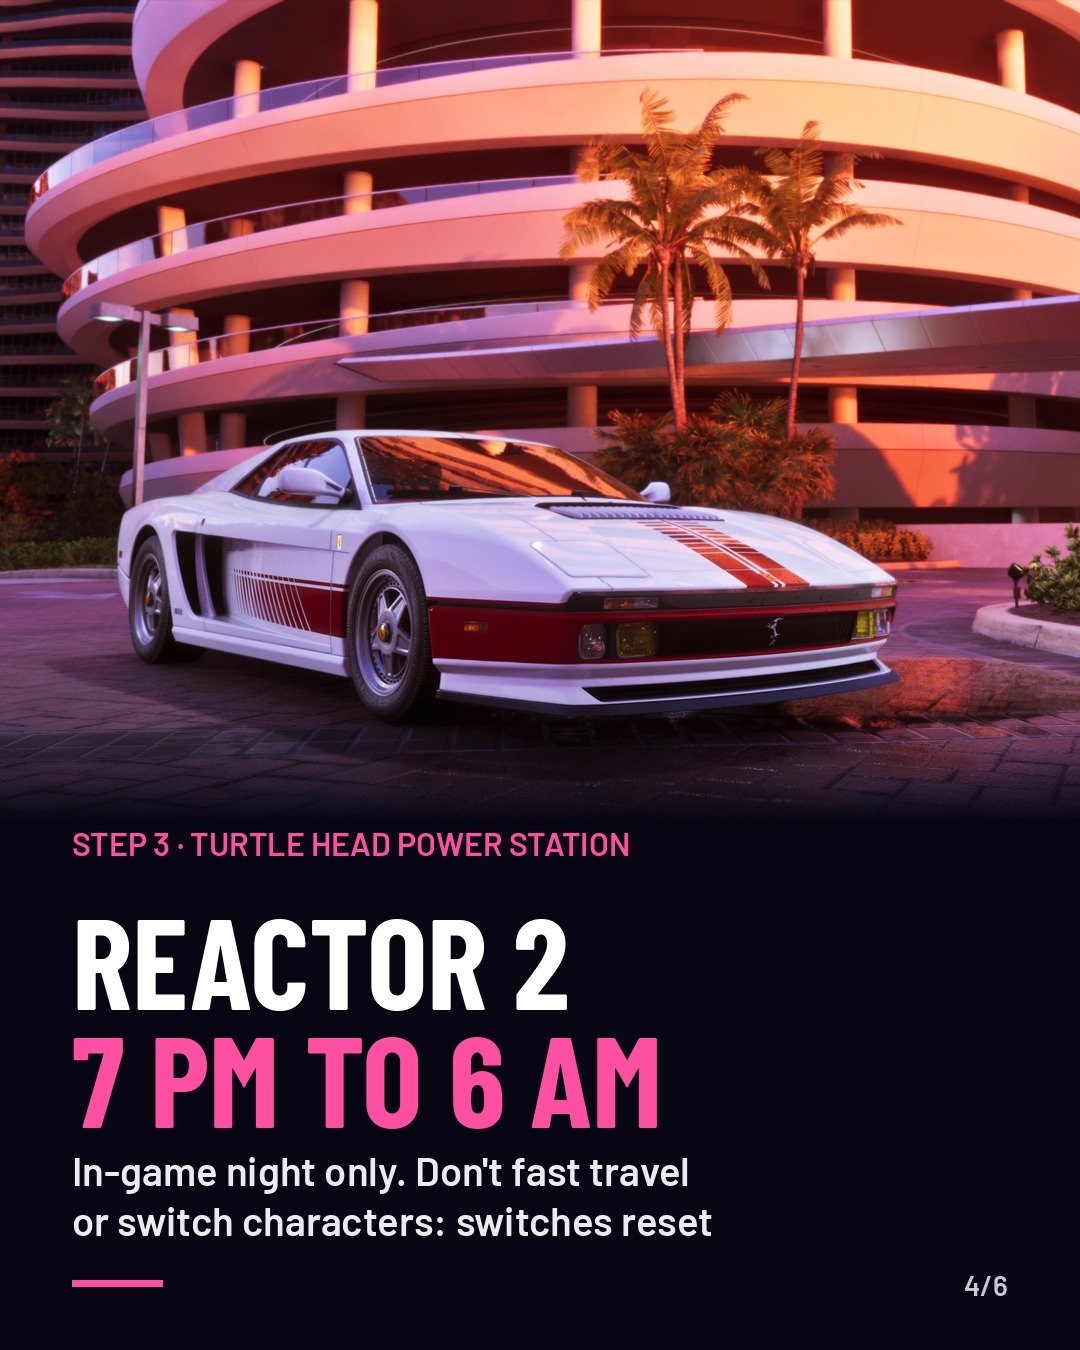 STEP 3 · TURTLE HEAD POWER STATION
REACTOR 2
7 PM TO 6 AM
In-game night only. Don't fast travel
or switch characters: switches reset
4/6